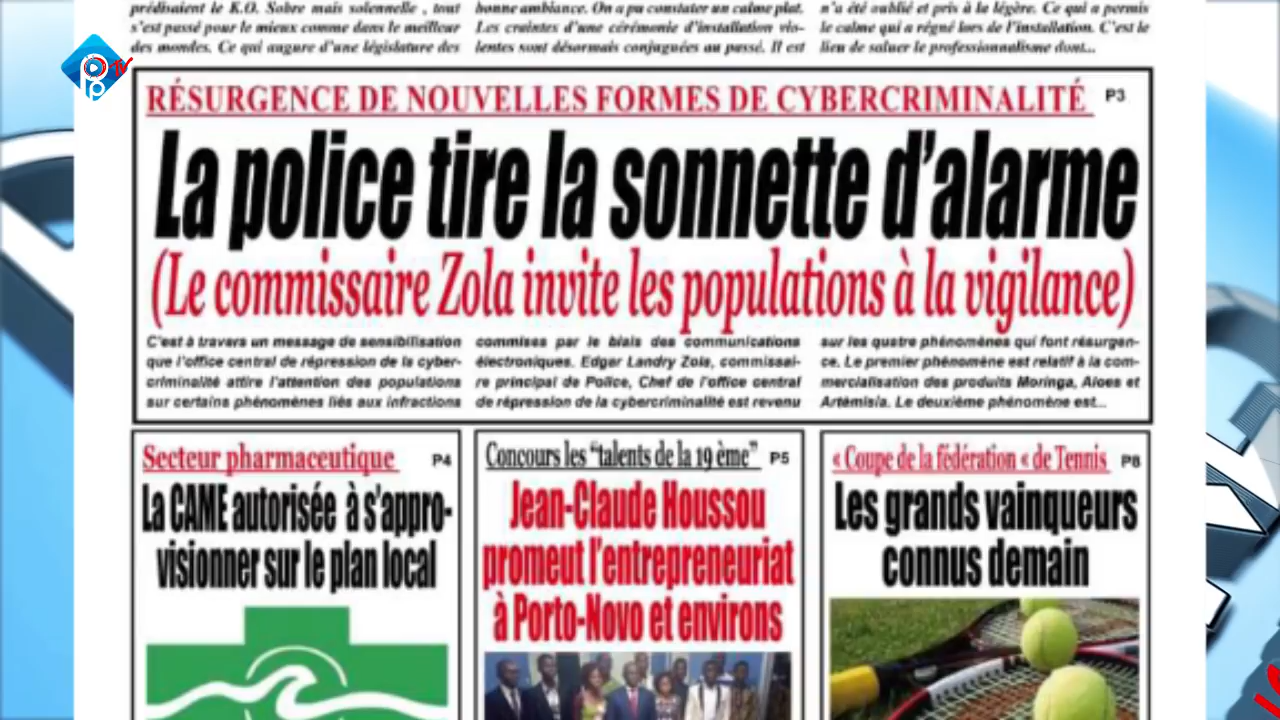 prédisaient le K.O. Sobre mais solennelle , tout
s'est passé pour le mieux comme dans le meilleur
des mondes. Ce qui augure d'une législature des
bonne ambiance. On a pu constater un calme plat.
Les craintes d'une cérémonie d'installation vio-
lentes sont désormais conjuguées au passé. Il est
n'a été oublié et pris à la légère. Ce qui a permis
le calme qui a régné lors de l'installation. C'est le
lieu de saluer le professionnalisme dont...
P TV
p
RÉSURGENCE DE NOUVELLES FORMES DE CYBERCRIMINALITÉ P3
La police tire la sonnette d'alarme
(Le commissaire Zola invite les populations à la vigilance)
C'est à travers un message de sensibilisation
que l'office central de répression de la cyber-
criminalité attire l'attention des populations
sur certains phénomènes liés aux infractions
commises par le biais des communications
électroniques. Edgar Landry Zola, commissai-
re principal de Police, Chef de l'office central
de répression de la cybercriminalité est revenu
sur les quatre phénomènes qui font résurgen-
ce. Le premier phénomène est relatif à la com-
mercialisation des produits Moringa, Aloes et
Artémisia. Le deuxième phénomène est...
Secteur pharmaceutique P4
La CAME autorisée à s'appro-
visionner sur le plan local
Concours les "talents de la 19 ème" P5
Jean-Claude Houssou
promeut l'entrepreneuriat
à Porto-Novo et environs
« Coupe de la fédération « de Tennis P8
Les grands vainqueurs
connus demain